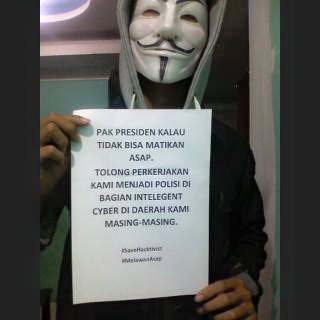 PAK PRESIDEN KALAU
TIDAK BISA MATIKAN
ASAP.
TOLONG PERKERJAKAN
KAMI MENJADI POLISI DI
BAGIAN INTELEGENT
CYBER DI DAERAH KAMI
MASING-MASING.
#SaveHacktivist
#MelawanAsap